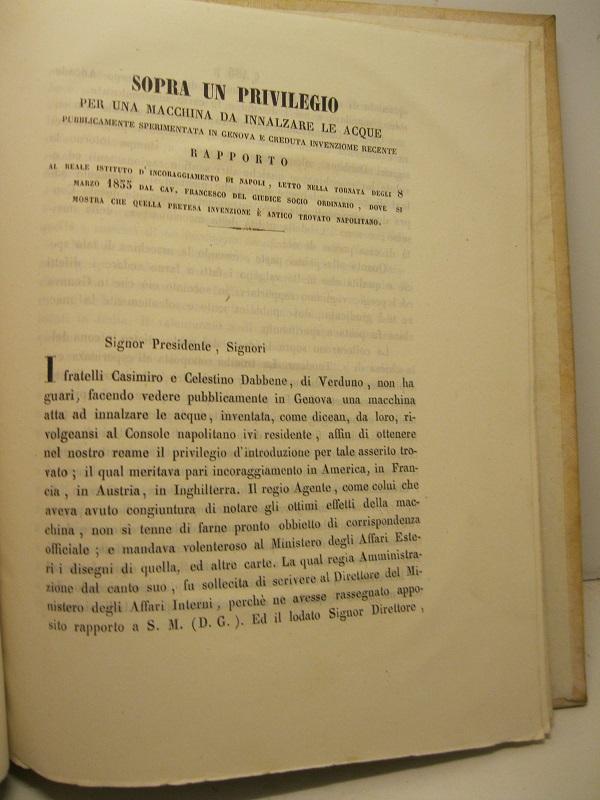 SOPRA UN PRIVILEGIO
PER UNA MACCHINA DA INNALZARE LE ACQUE
PUBBLICAMENTE SPERIMENTATA IN GENOVA E CREDUTA INVENZIOME RECENTE
RAPPORTO
AL REALE ISTITUTO D'INCORAGGIAMENTO DI NAPOLI, LETTO NELLA TORNATA DEGLI 8
MARZO 1855 DAL CAV. FRANCESCO DEL GIUDICE SOCIO ORDINARIO, DOVE SI
MOSTRA CHE QUELLA PRETESA INVENZIONE È ANTICO TROVATO NAPOLITANO.
Signor Presidente, Signori
I fratelli Casimiro e Celestino Dabbene, di Verduno, non ha
guari, facendo vedere pubblicamente in Genova una macchina
atta ad innalzare le acque, inventata, come dicean, da loro, ri-
volgeansi al Console napolitano ivi residente, affin di ottenere
nel nostro reame il privilegio d'introduzione per tale asserito tro-
vato; il qual meritava pari incoraggiamento in America, in Fran-
cia, in Austria, in Inghilterra. Il regio Agente, come colui che
aveva avuto congiuntura di notare gli ottimi effetti della mac-
china, non si tenne di farne pronto obbietto di corrispondenza
officiale; e mandava volenteroso al Ministero degli Affari Este-
ri i disegni di quella, ed altre carte. La qual regia Amministra-
zione dal canto suo, fu sollecita di scrivere al Direttore del Mi-
nistero degli Affari Interni, perchè ne avesse rassegnato appo-
sito rapporto a S. M. (D. G.). Ed il lodato Signor Direttore,